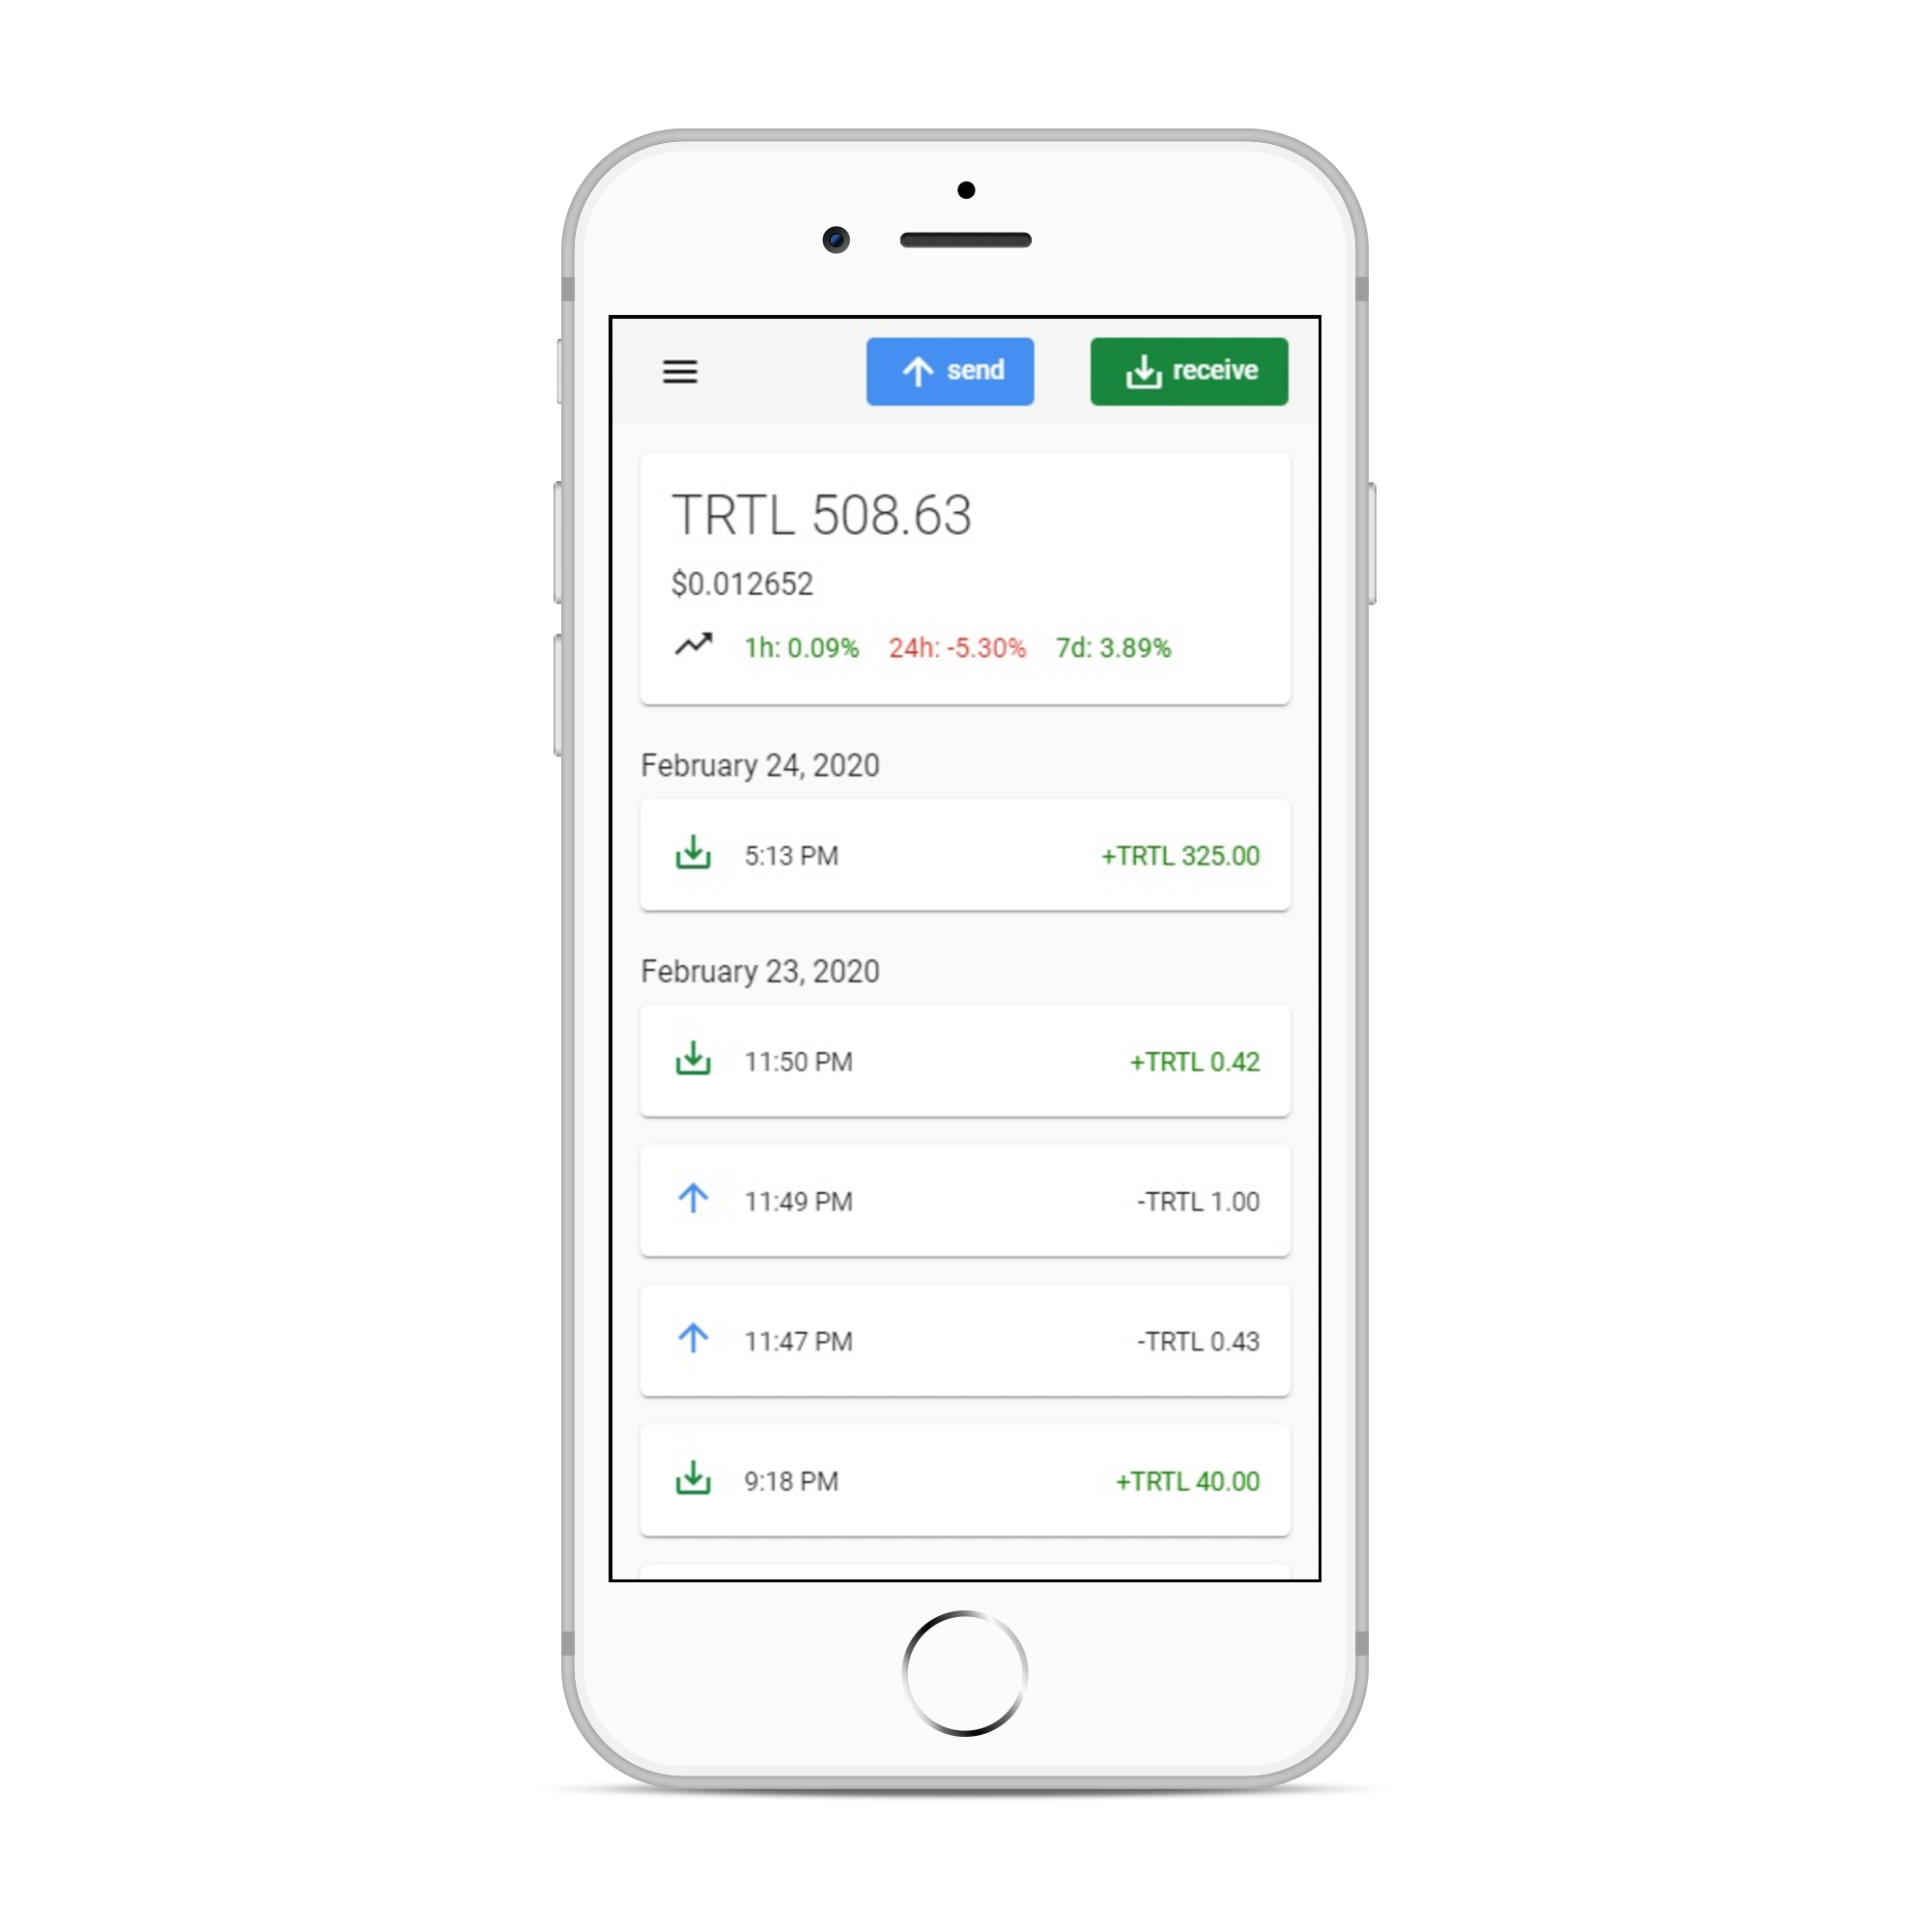 send receive
TRTL 508.63
$0.012652
1h: 0.09% 24h: -5.30% 7d: 3.89%
February 24, 2020
5:13 PM +TRTL 325.00
February 23, 2020
11:50 PM +TRTL 0.42
11:49 PM -TRTL 1.00
11:47 PM -TRTL 0.43
9:18 PM +TRTL 40.00